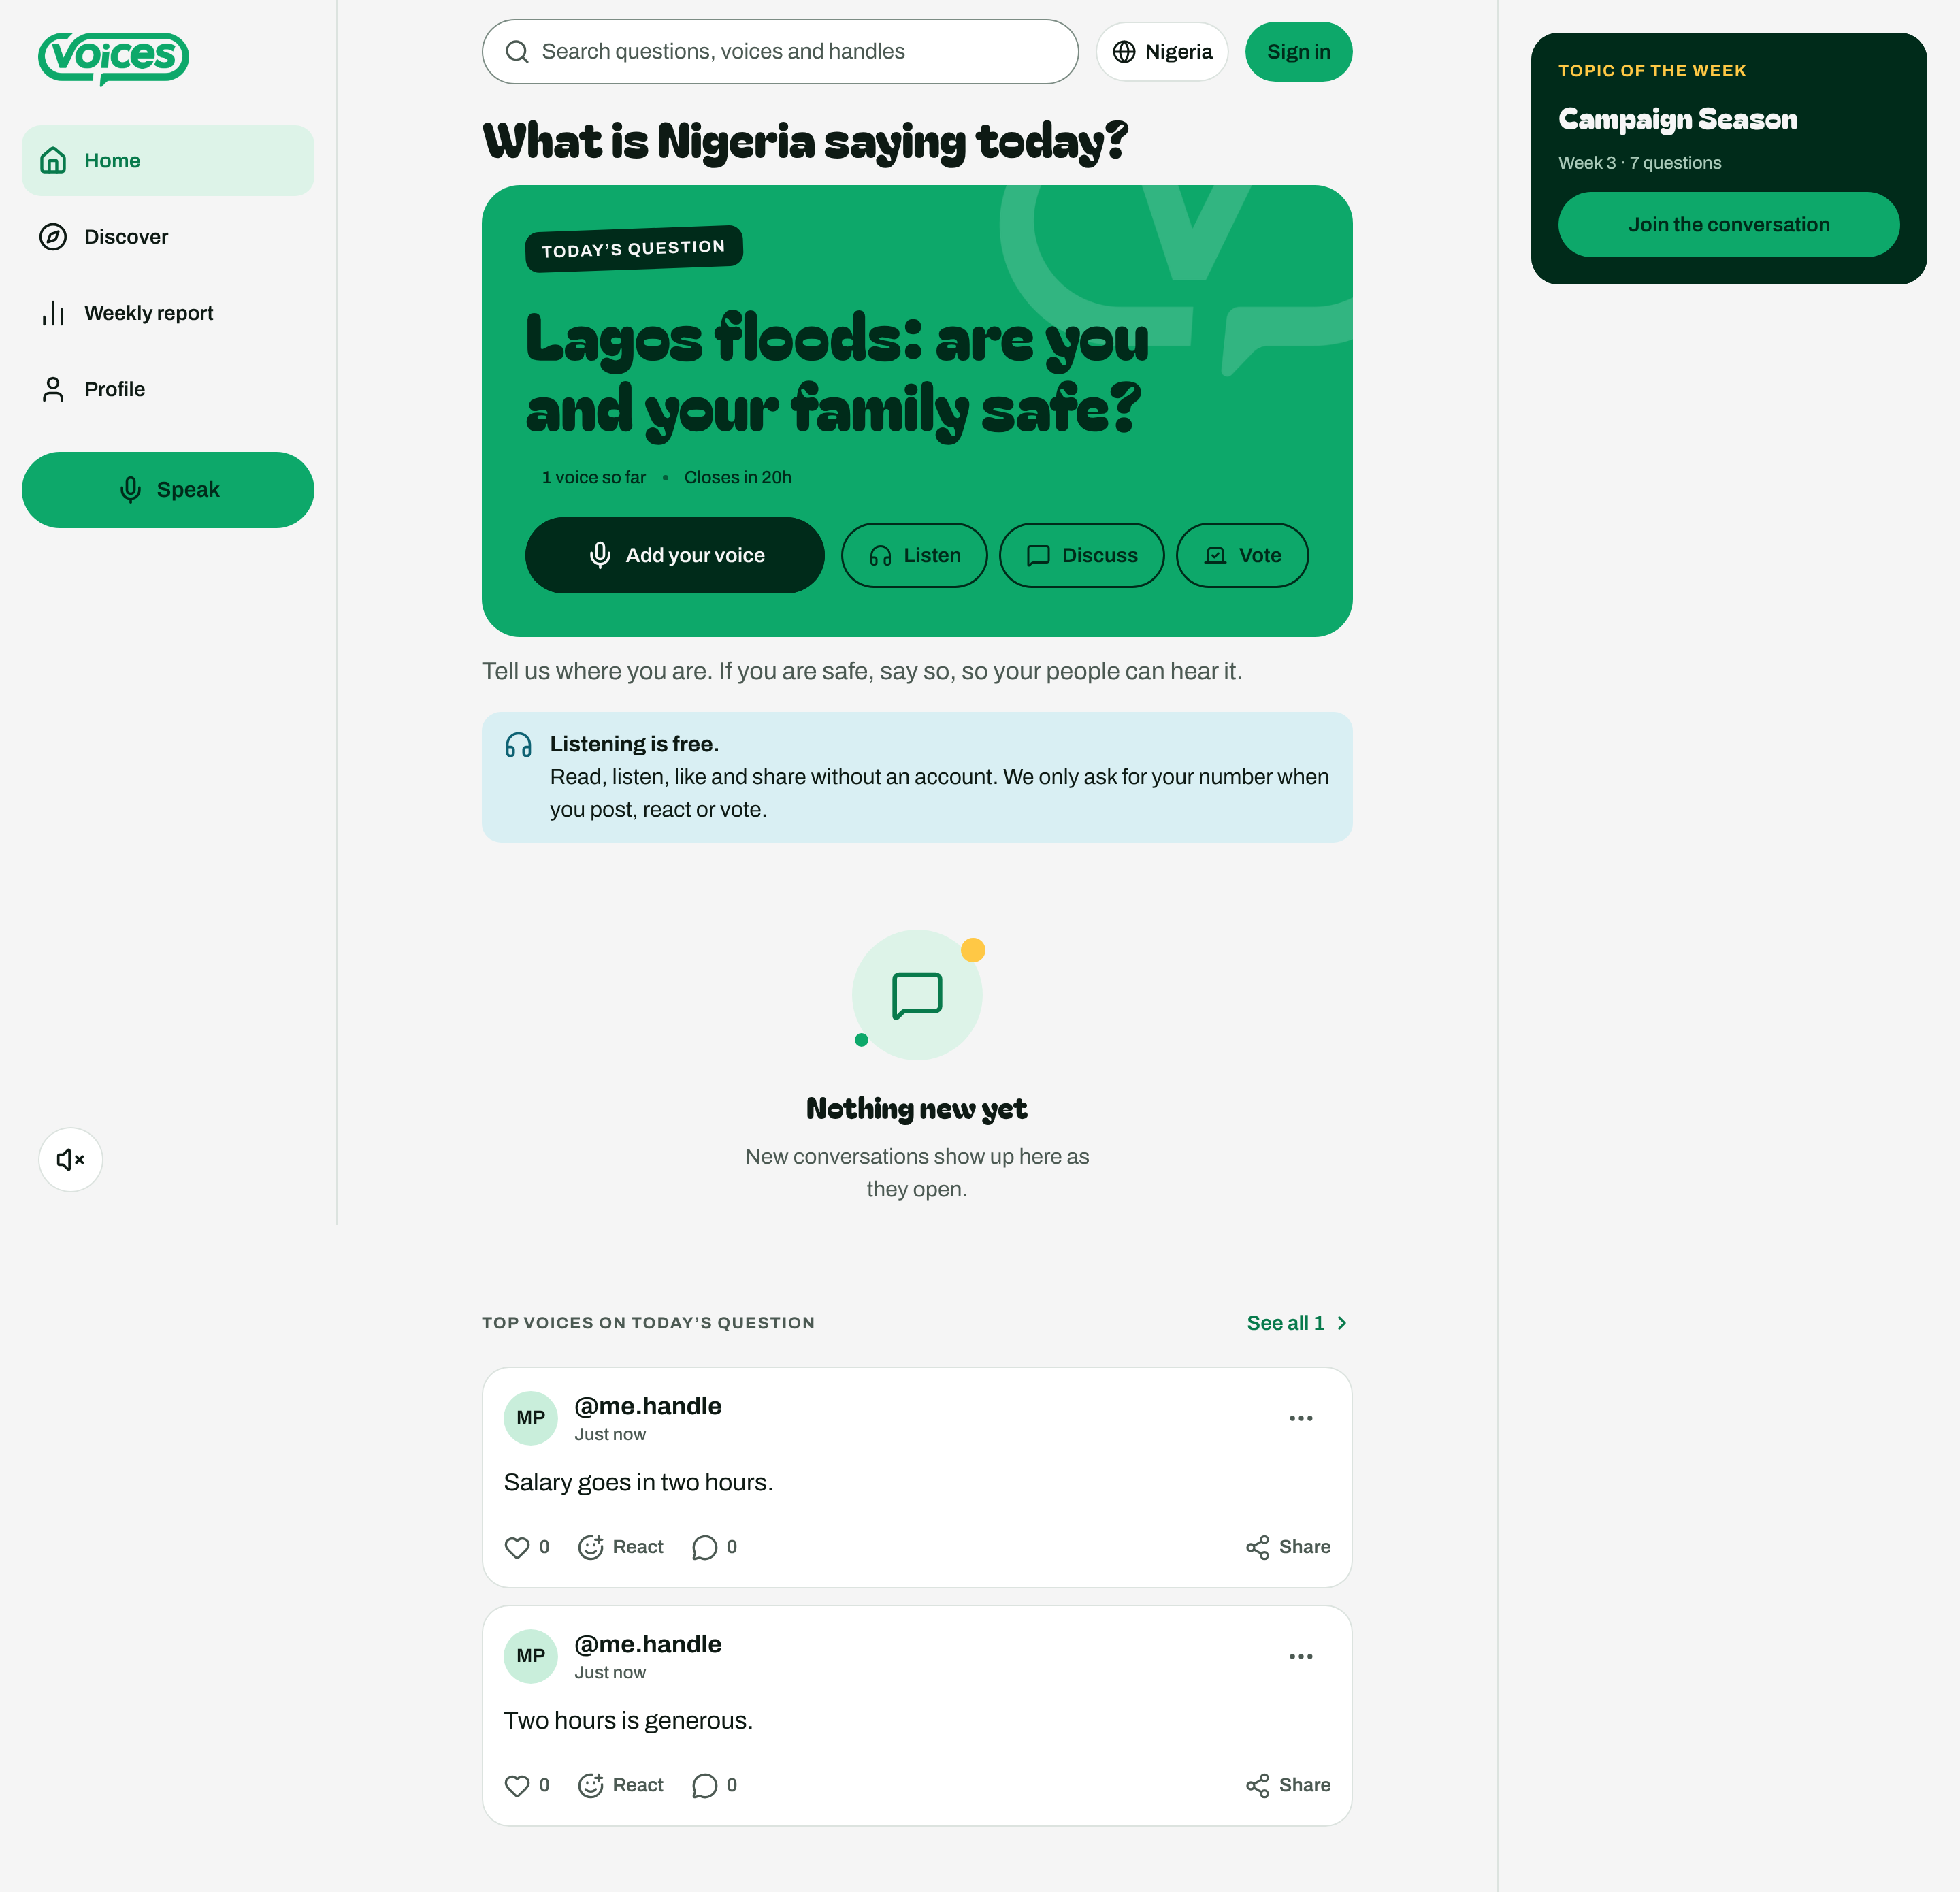 voices
Home
Discover
Weekly report
Profile
Speak
Search questions, voices and handles
Nigeria
Sign in
What is Nigeria saying today?
TODAY’S QUESTION
Lagos floods: are you
and your family safe?
1 voice so far • Closes in 20h
Add your voice
Listen
Discuss
Vote
Tell us where you are. If you are safe, say so, so your people can hear it.
Listening is free.
Read, listen, like and share without an account. We only ask for your number when
you post, react or vote.
Nothing new yet
New conversations show up here as
they open.
TOP VOICES ON TODAY’S QUESTION
See all 1
MP
@me.handle
Just now
Salary goes in two hours.
0
React
0
Share
MP
@me.handle
Just now
Two hours is generous.
0
React
0
Share
TOPIC OF THE WEEK
Campaign Season
Week 3 · 7 questions
Join the conversation